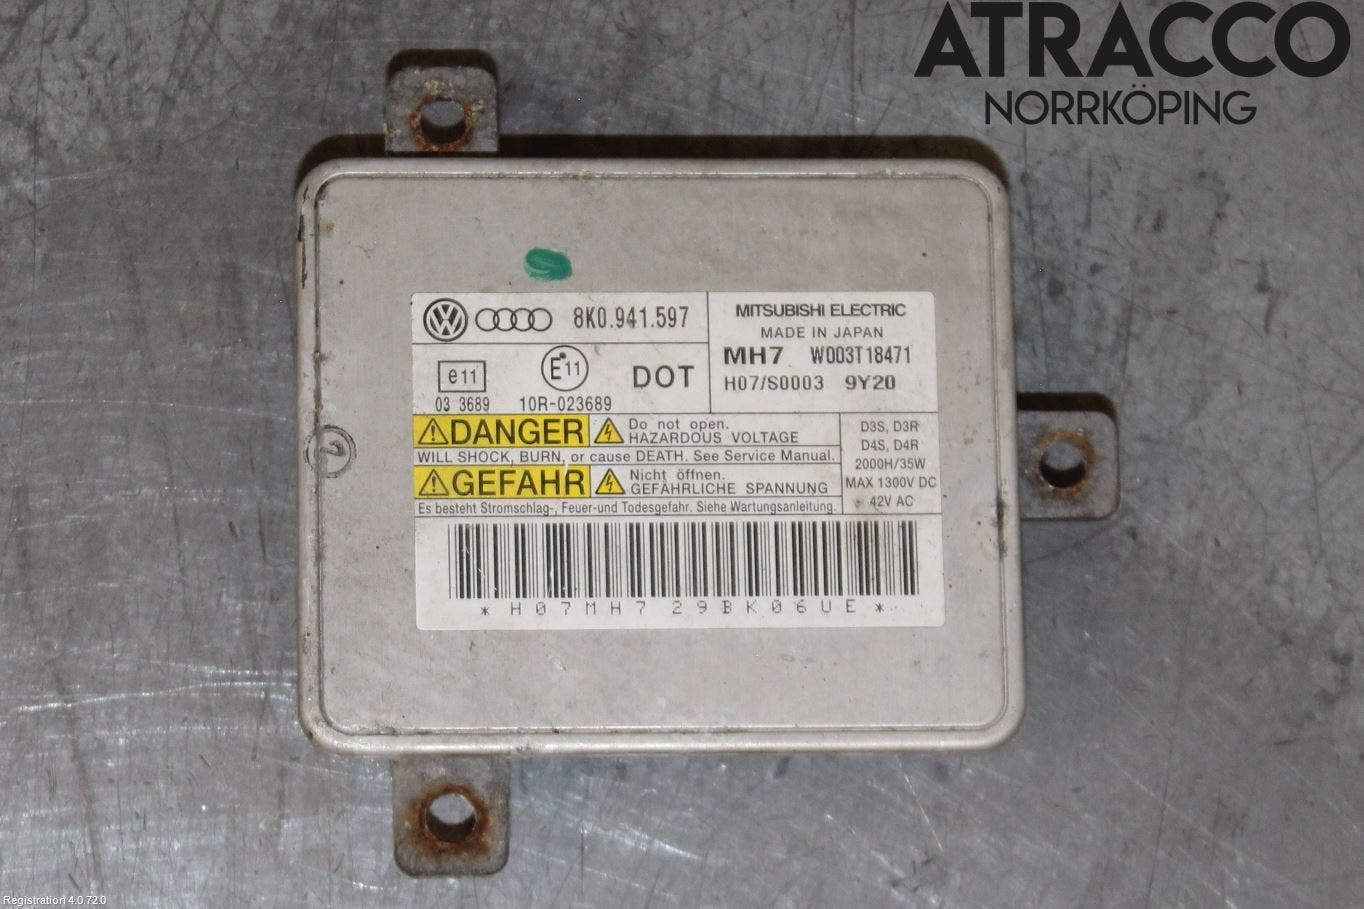 ATRACCO
NORRKÖPING
8K0.941.597
MITSUBISHI ELECTRIC
MADE IN JAPAN
MH7 W003T18471
H07/S0003 9Y20
e11
E11
DOT
03 3689 10R-023689
DANGER
Do not open.
HAZARDOUS VOLTAGE
WILL SHOCK, BURN, or cause DEATH. See Service Manual.
GEFAHR
Nicht öffnen.
GEFÄHRLICHE SPANNUNG
Es besteht Stromschlag-, Feuer-und Todesgefahr. Siehe Wartungsanleitung.
D3S, D3R
D4S, D4R
2000H/35W
MAX 1300V DC
42V AC
*H07MH729BK06UE*
Registration 4.0.72.0